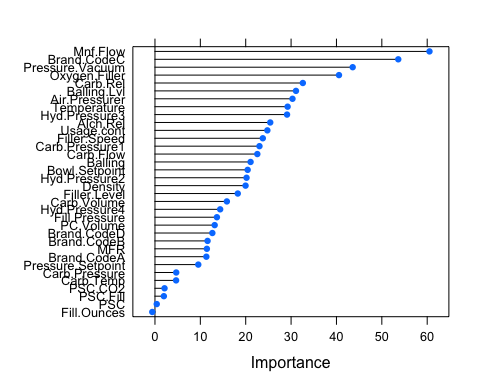 Mnf.Flow
Brand.CodeC
Pressure.Vacuum
Oxygen.Filler
Carb.Rel
Balling.Lvl
Air.Pressurer
Temperature
Hyd.Pressure3
Alch.Rel
Usage.cont
Filler.Speed
Carb.Pressure1
Carb.Flow
Balling
Bowl.Setpoint
Hyd.Pressure2
Density
Filler.Level
Carb.Volume
Hyd.Pressure4
Fill.Pressure
PC.Volume
Brand.CodeD
Brand.CodeB
MFR
Brand.CodeA
Pressure.Setpoint
Carb.Pressure
Carb.Temp
PSC.CO2
PSC.Fill
PSC
Fill.Ounces
0 10 20 30 40 50 60
Importance